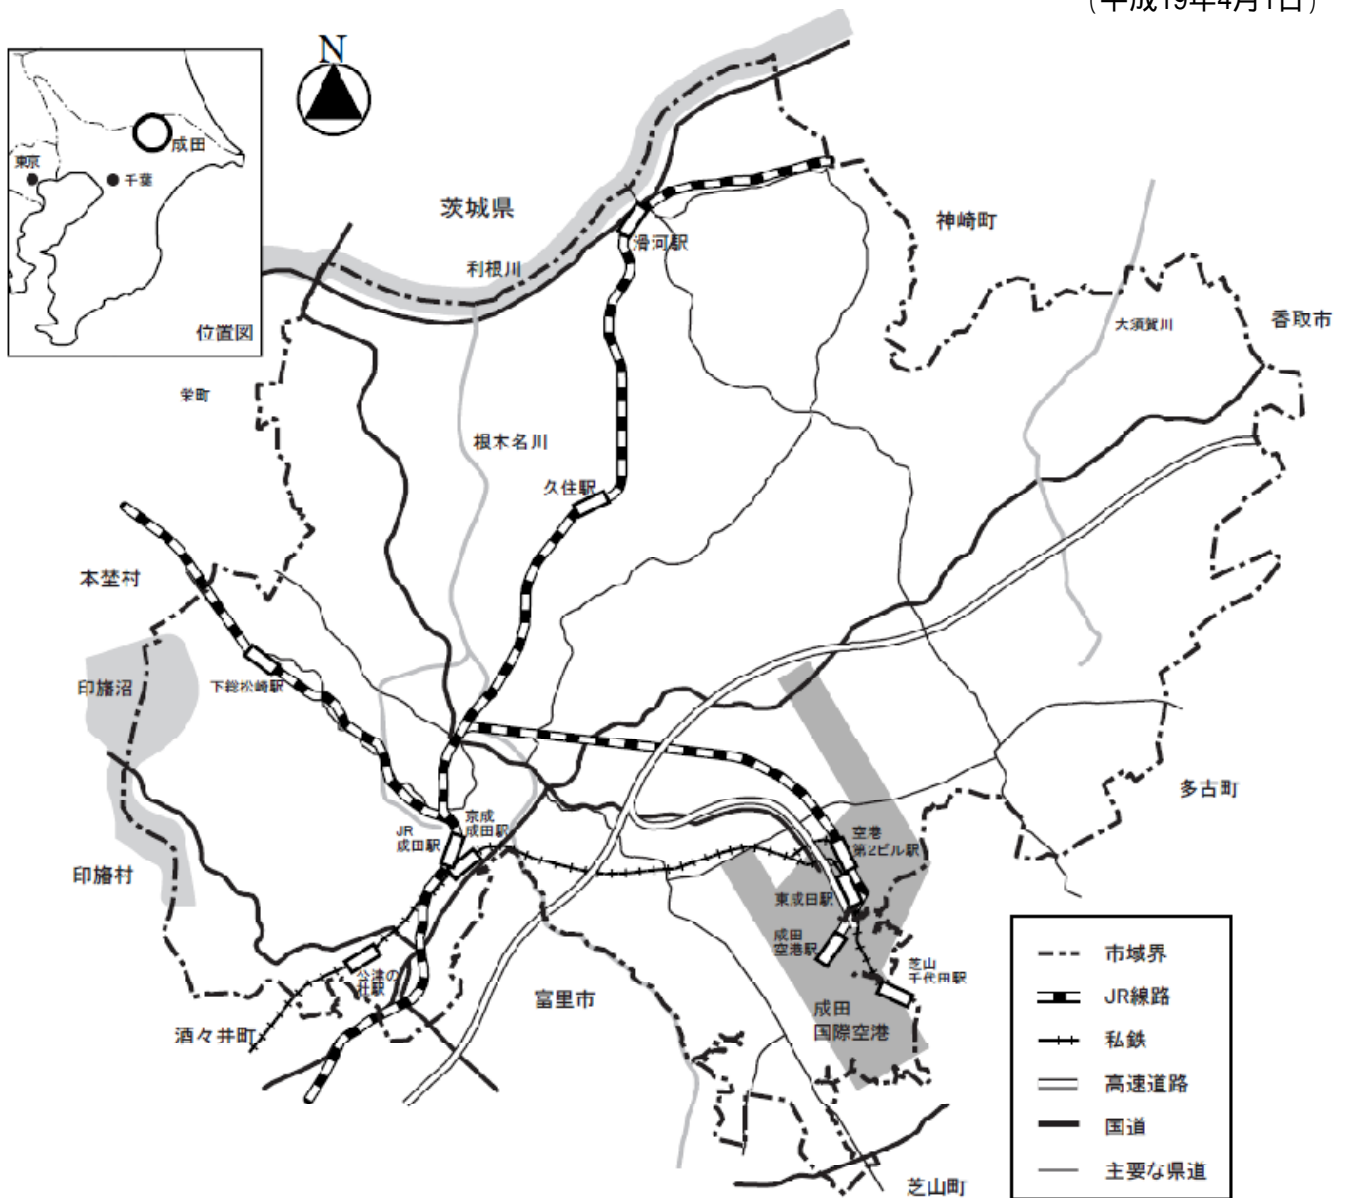 (平成19年4月1日)
N
成田
東京
千葉
位置図
茨城県
利根川
滑河駅
神崎町
大須賀川
香取市
栄町
根木名川
久住駅
本埜村
印旛沼
下総松崎駅
印旛村
JR
成田駅
京成
成田駅
空港
第2ビル駅
東成田駅
成田
空港駅
芝山
千代田駅
多古町
公津の
杜駅
酒々井町
富里市
成田
国際空港
芝山町
市域界
JR線路
私鉄
高速道路
国道
主要な県道